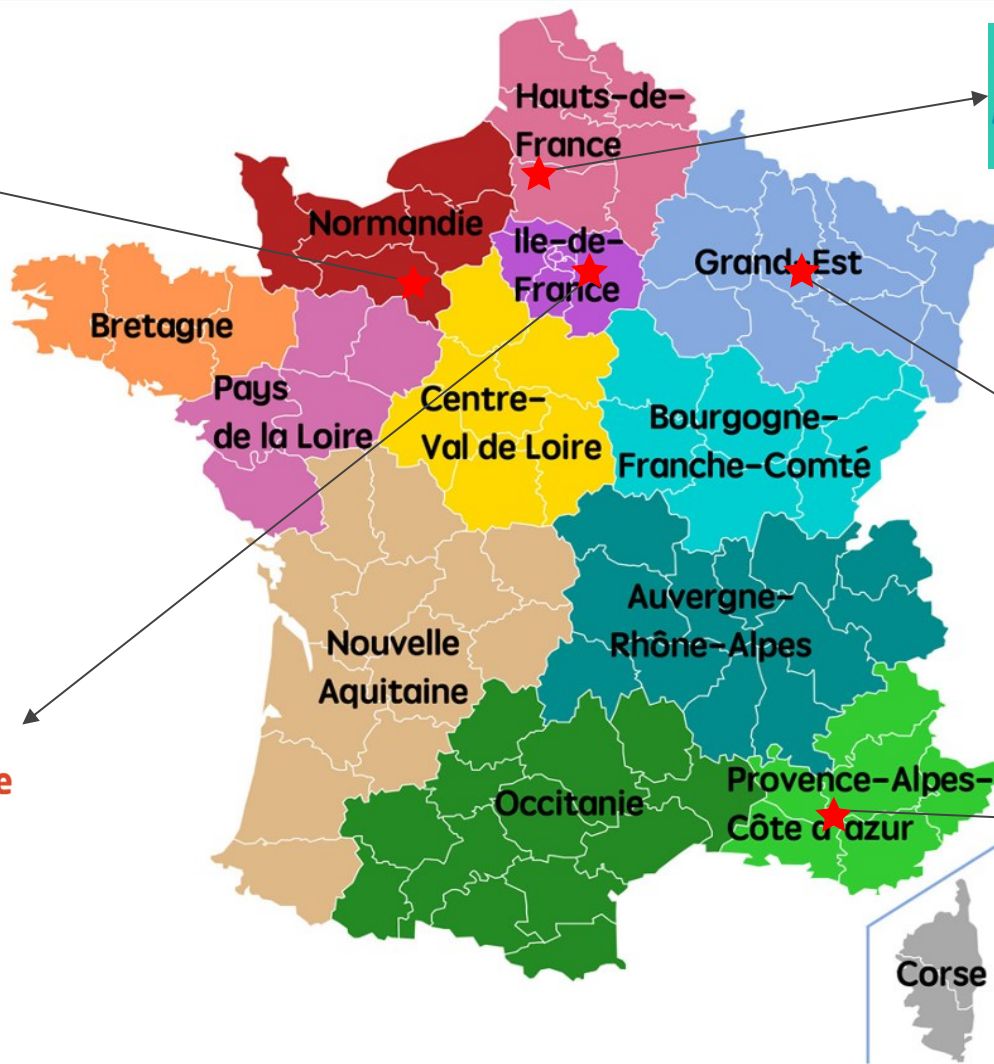 Hauts-de-
France
Normandie
Ile-de-
France
Grand-Est
Bretagne
Pays
de la Loire
Centre-
Val de Loire
Bourgogne-
Franche-Comté
Auvergne-
Rhône-Alpes
Nouvelle
Aquitaine
e
Provence-Alpes-
Côte d'azur
Occitanie
Corse